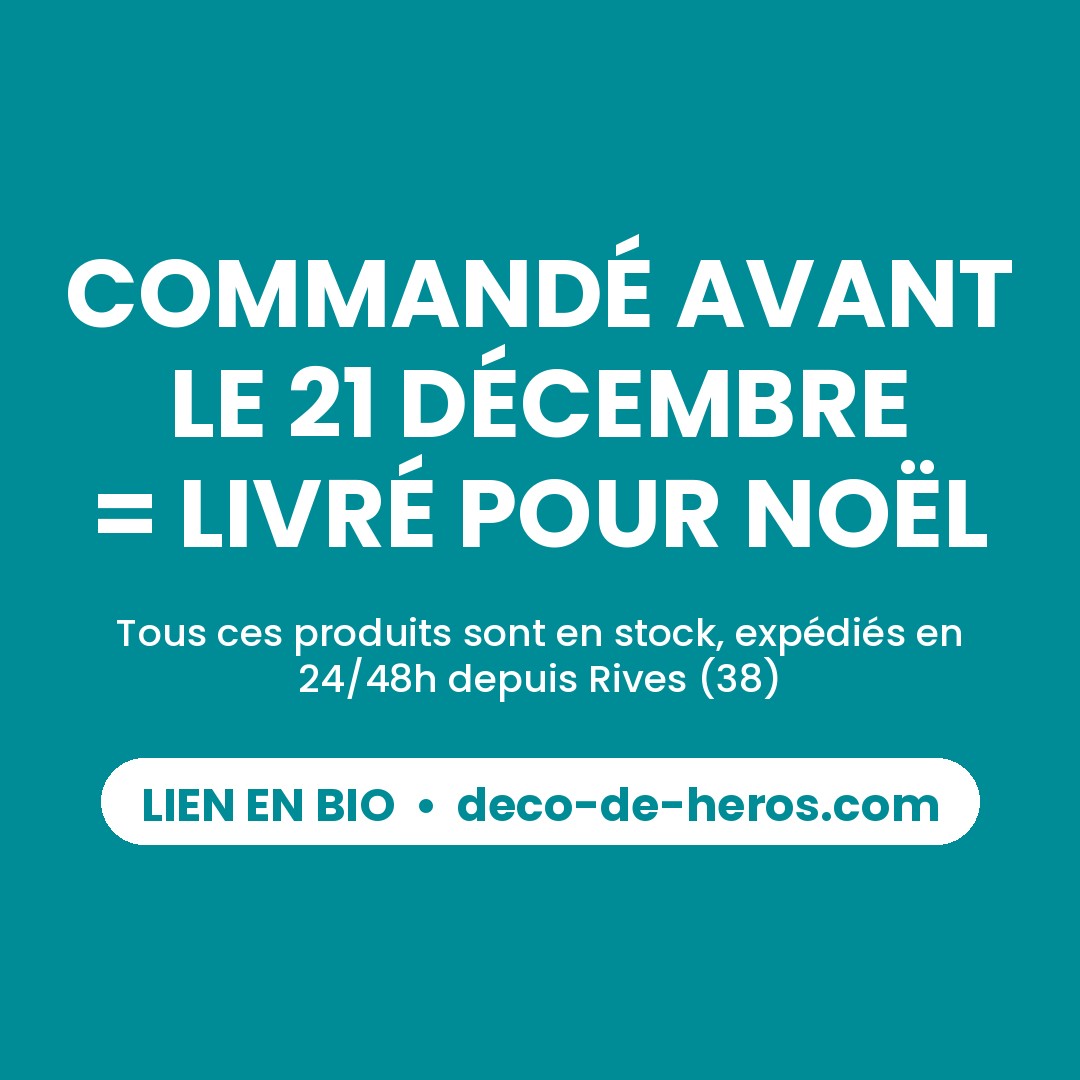 COMMANDÉ AVANT
LE 21 DÉCEMBRE
= LIVRÉ POUR NOËL
Tous ces produits sont en stock, expédiés en
24/48h depuis Rives (38)
LIEN EN BIO • deco-de-heros.com